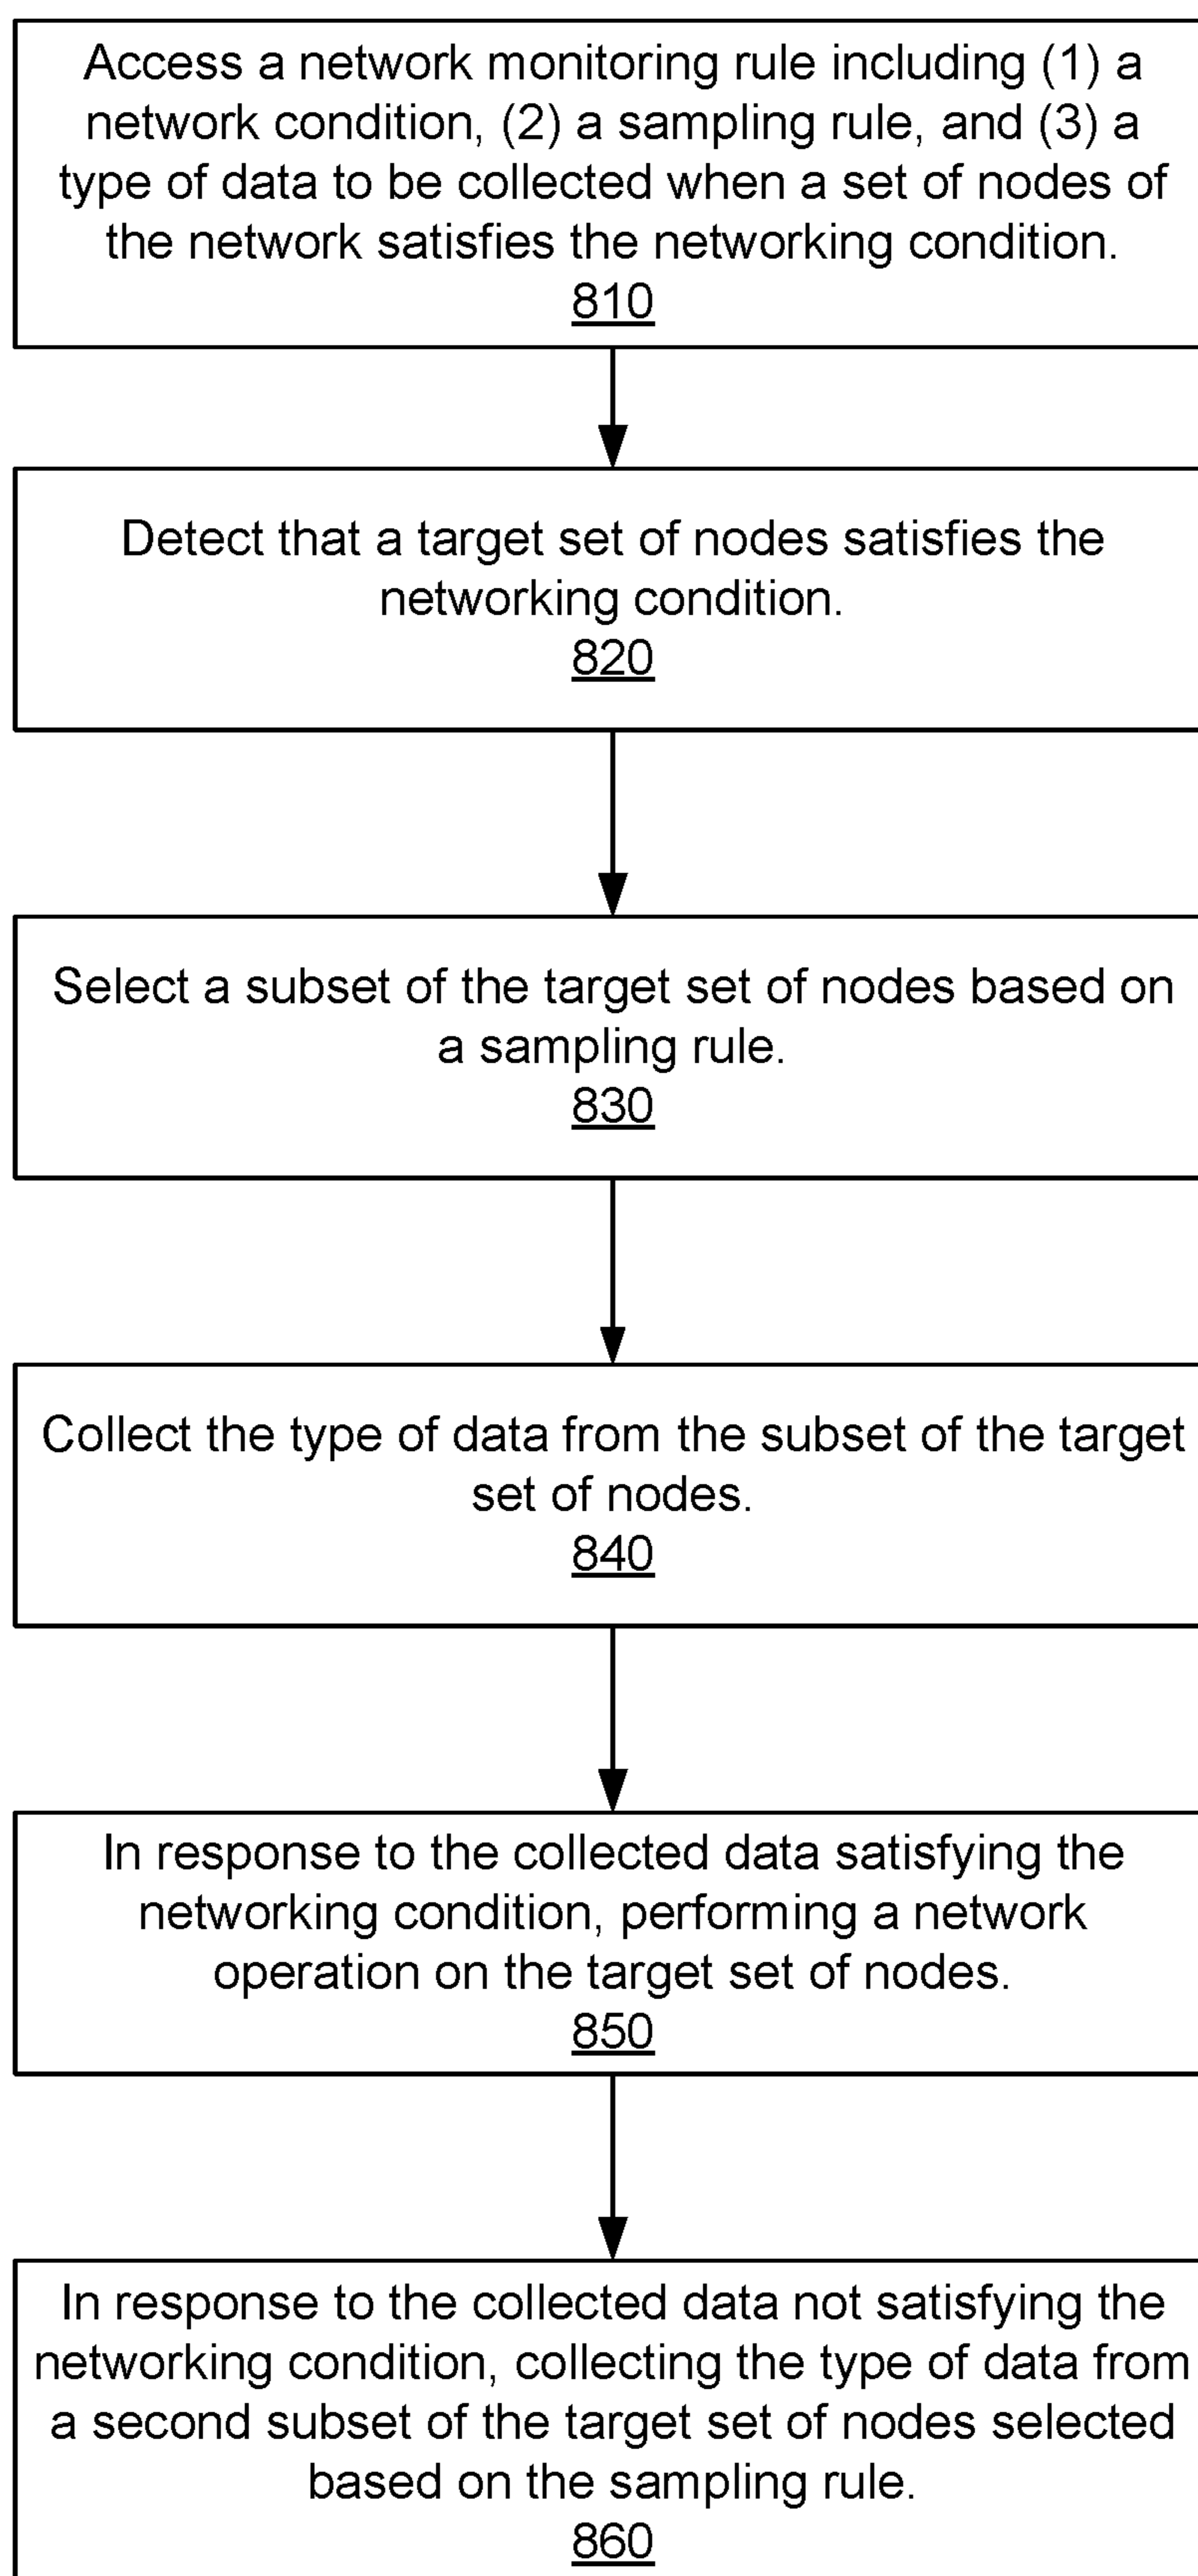 Access a network monitoring rule including (1) a
network condition, (2) a sampling rule, and (3) a
type of data to be collected when a set of nodes of
the network satisfies the networking condition.
810
Detect that a target set of nodes satisfies the
networking condition.
820
Select a subset of the target set of nodes based on
a sampling rule.
830
Collect the type of data from the subset of the target
set of nodes.
840
In response to the collected data satisfying the
networking condition, performing a network
operation on the target set of nodes.
850
In response to the collected data not satisfying the
networking condition, collecting the type of data from
a second subset of the target set of nodes selected
based on the sampling rule.
860